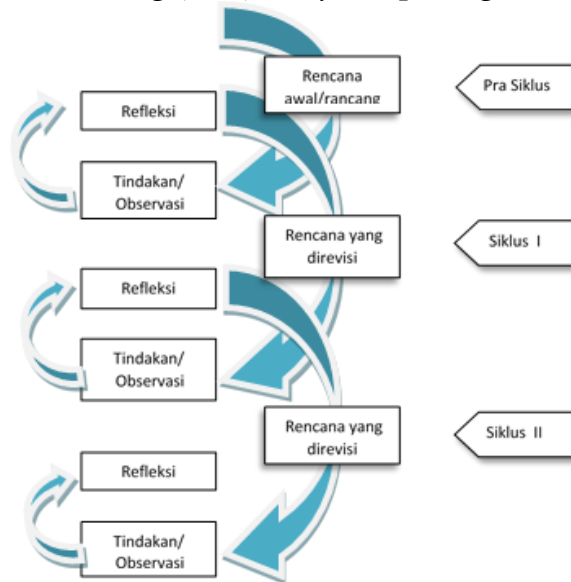 Rencana
awal/rancang
Pra Siklus
Refleksi
Tindakan/
Observasi
Rencana yang
direvisi
Siklus I
Refleksi
Tindakan/
Observasi
Rencana yang
direvisi
Siklus II
Refleksi
Tindakan/
Observasi